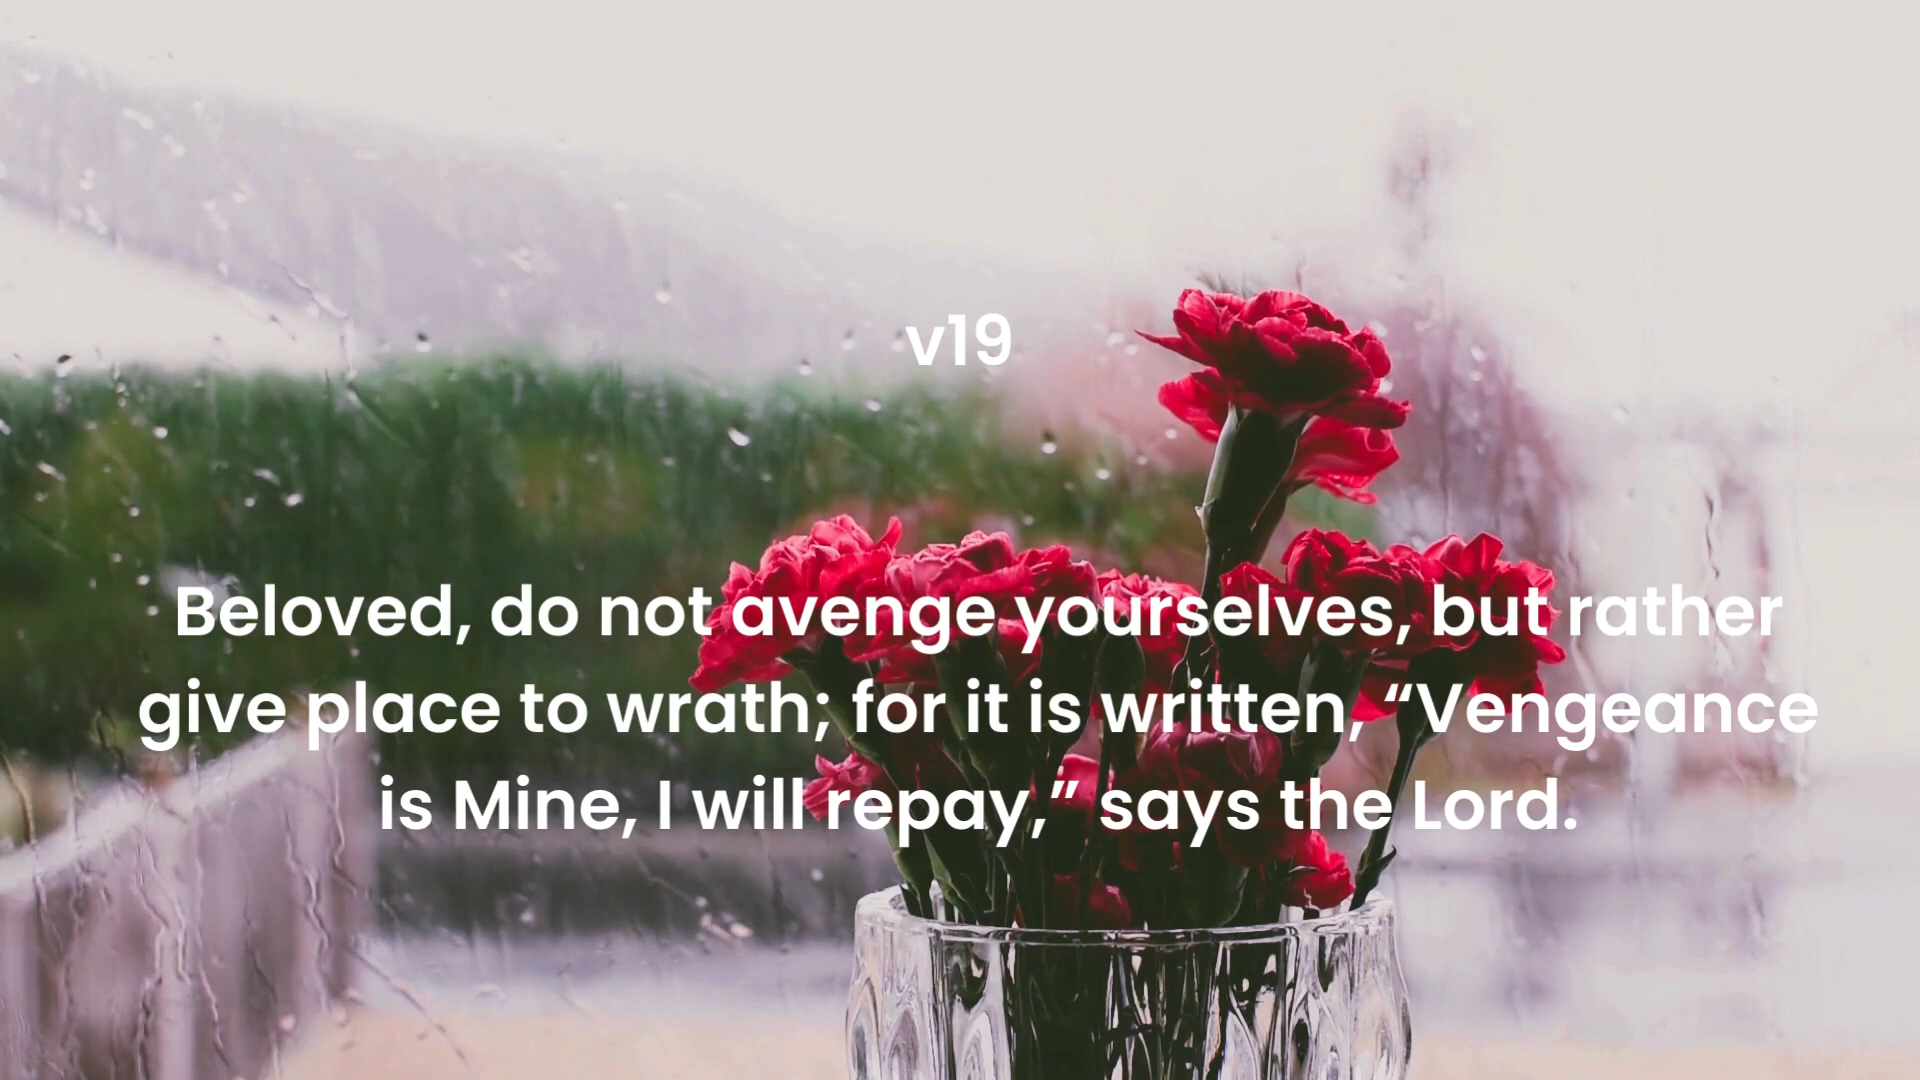 v19
Beloved, do not avenge yourselves, but rather
give place to wrath; for it is written, “Vengeance
is Mine, I will repay,” says the Lord.